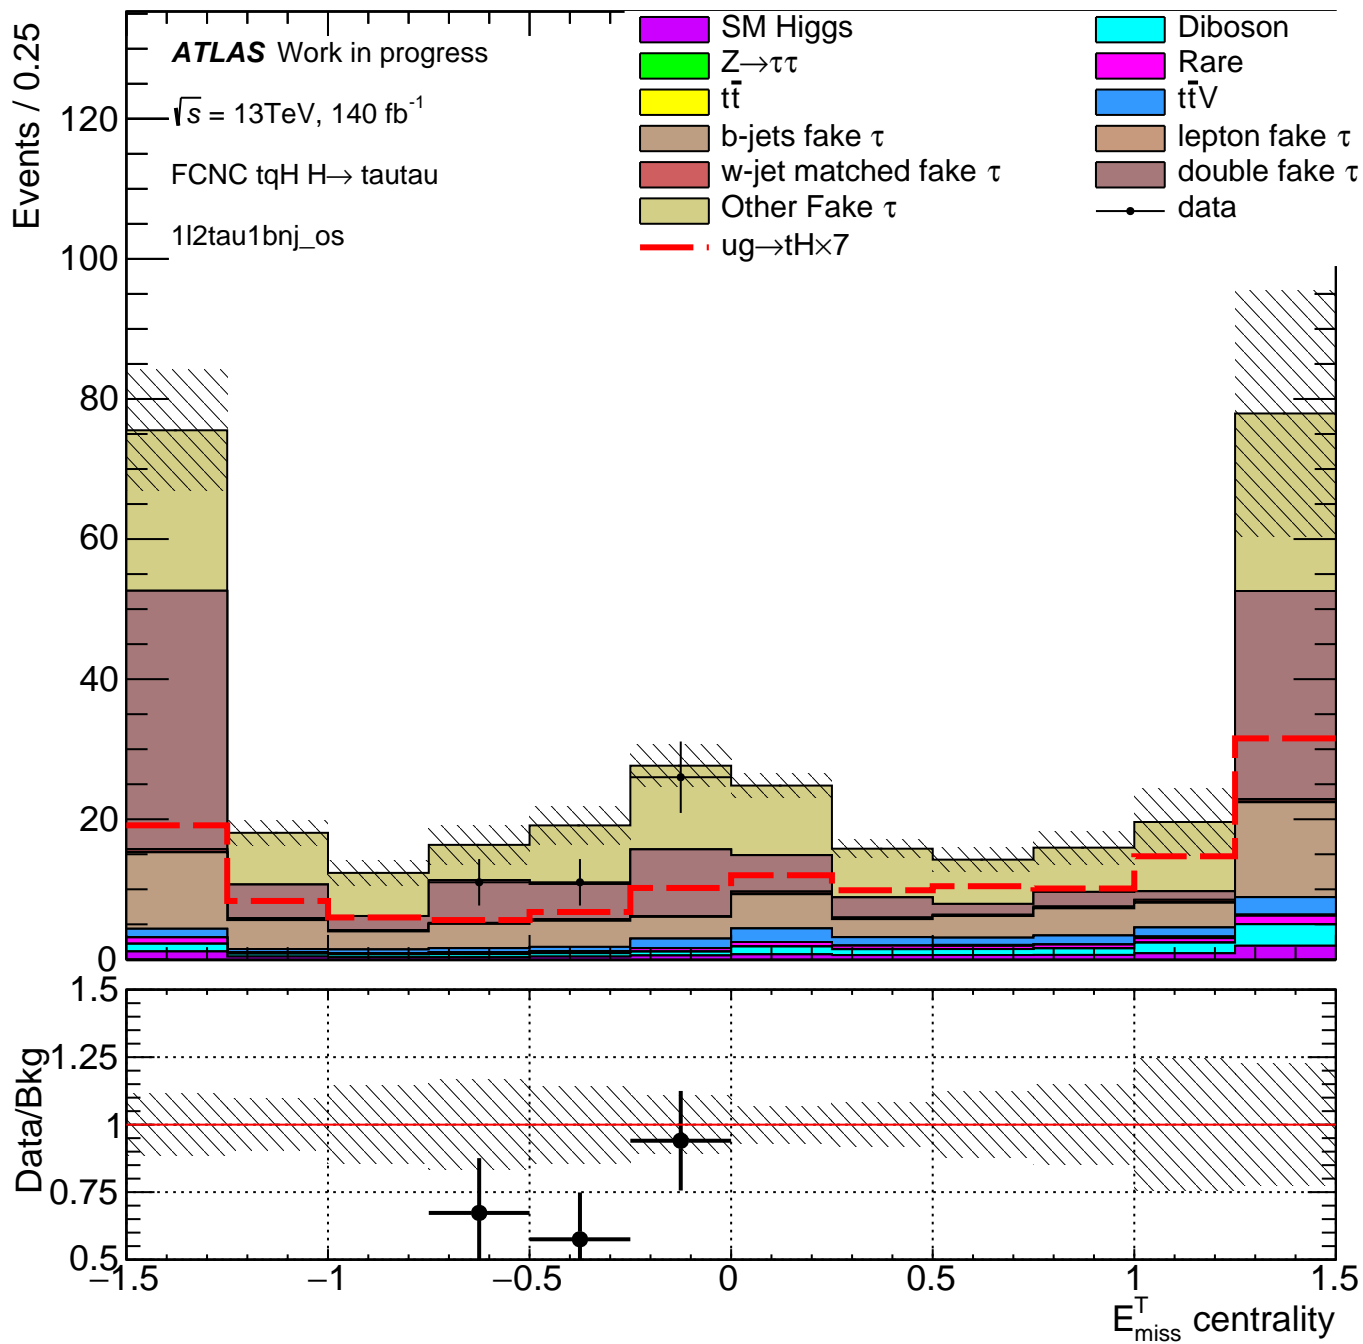 Events / 0.25
ATLAS Work in progress
√s = 13TeV, 140 fb⁻¹
FCNC tqH H→ tautau
1l2tau1bnj_os
SM Higgs
Z→ττ
tt̄
b-jets fake τ
w-jet matched fake τ
Other Fake τ
ug→tH×7
Diboson
Rare
tt̄V
lepton fake τ
double fake τ
data
120
100
80
60
40
20
0
Data/Bkg
1.5
1.25
1
0.75
0.5
−1.5 −1 −0.5 0 0.5 1 1.5
E^T_miss centrality